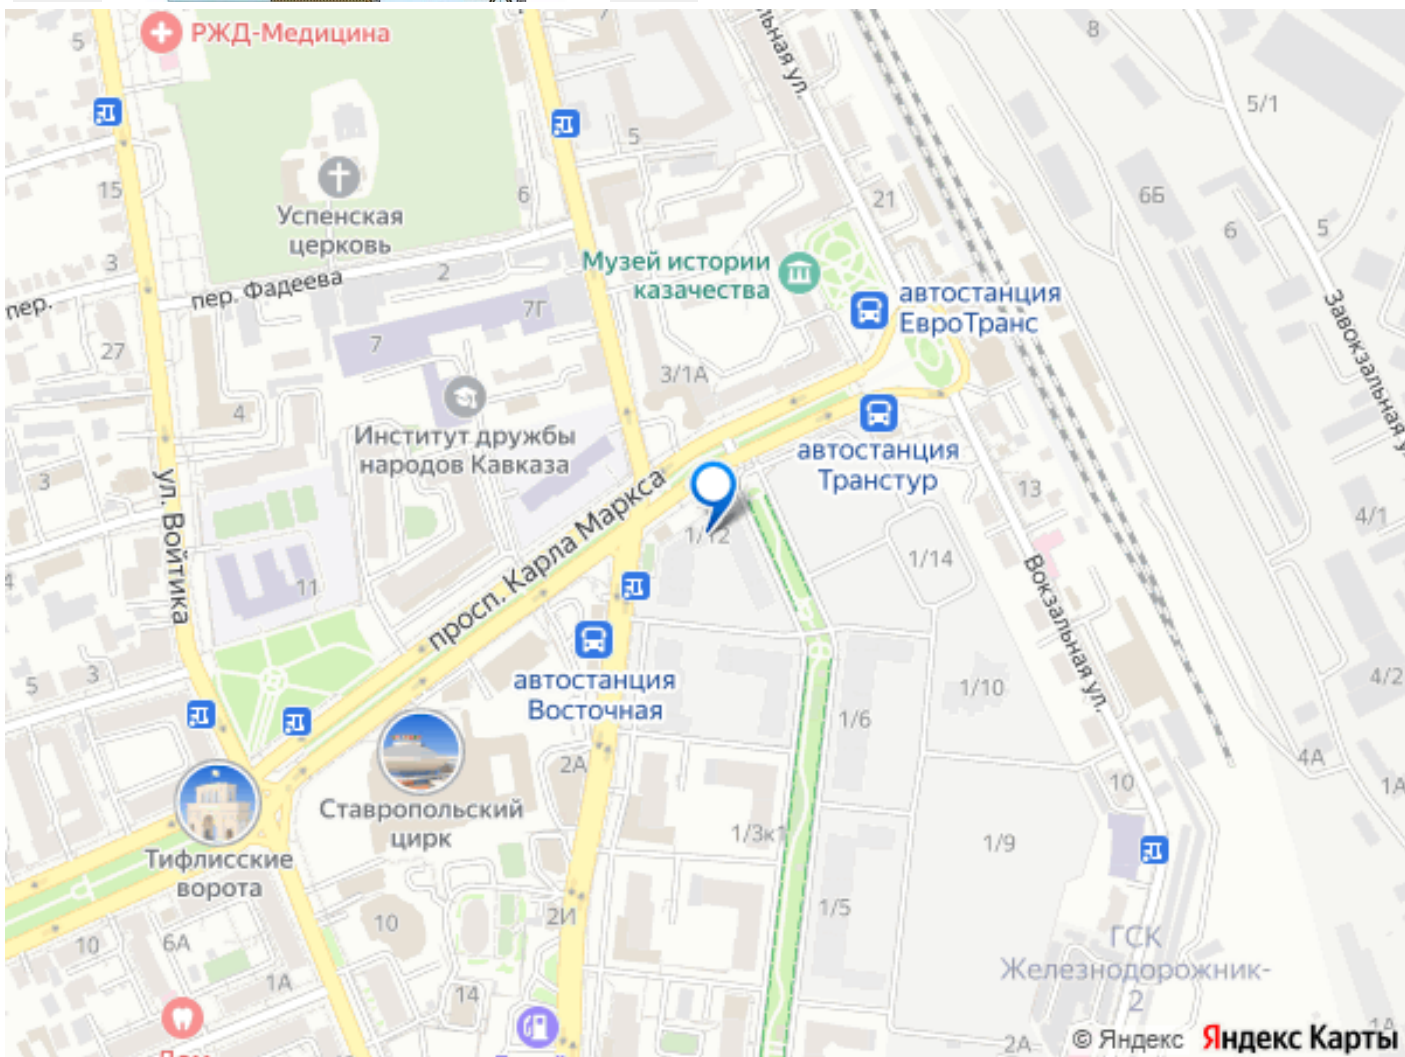 РЖД-Медицина
5
льная ул.
8
5/1
5
15
Успенская
церковь
6
21
6Б
6
5
3
пер.
пер. Фадеева
2
7Г
7
Музей истории
казачества
автостанция
ЕвроТранс
Завокзальная у
27
4
3/1А
Институт дружбы
народов Кавказа
автостанция
Транстур
3
ул. Войтика
просп. Карла Маркса
13
4/1
1/12
1/14
11
Вокзальная ул.
автостанция
Восточная
5
3
1/10
4/2
1/6
2А
4А
1А
10
Ставропольский
цирк
1/3к1
1/9
Тифлисские
ворота
10
2И
1/5
10
6А
1А
14
ГСК
Железнодорожник-
2
2А
1А
© Яндекс Яндекс Карты